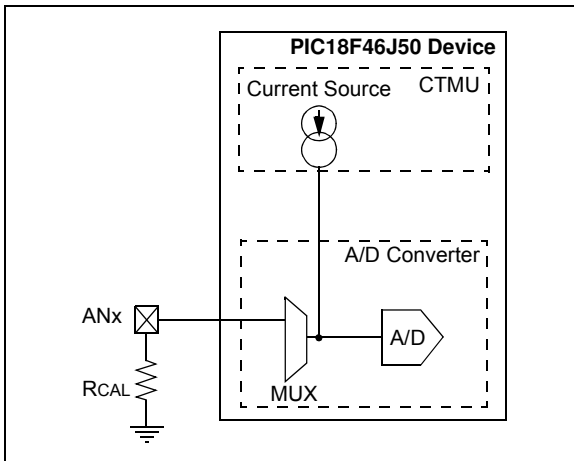 PIC18F46J50 Device
Current Source
CTMU
A/D Converter
ANx
A/D
RCAL
MUX